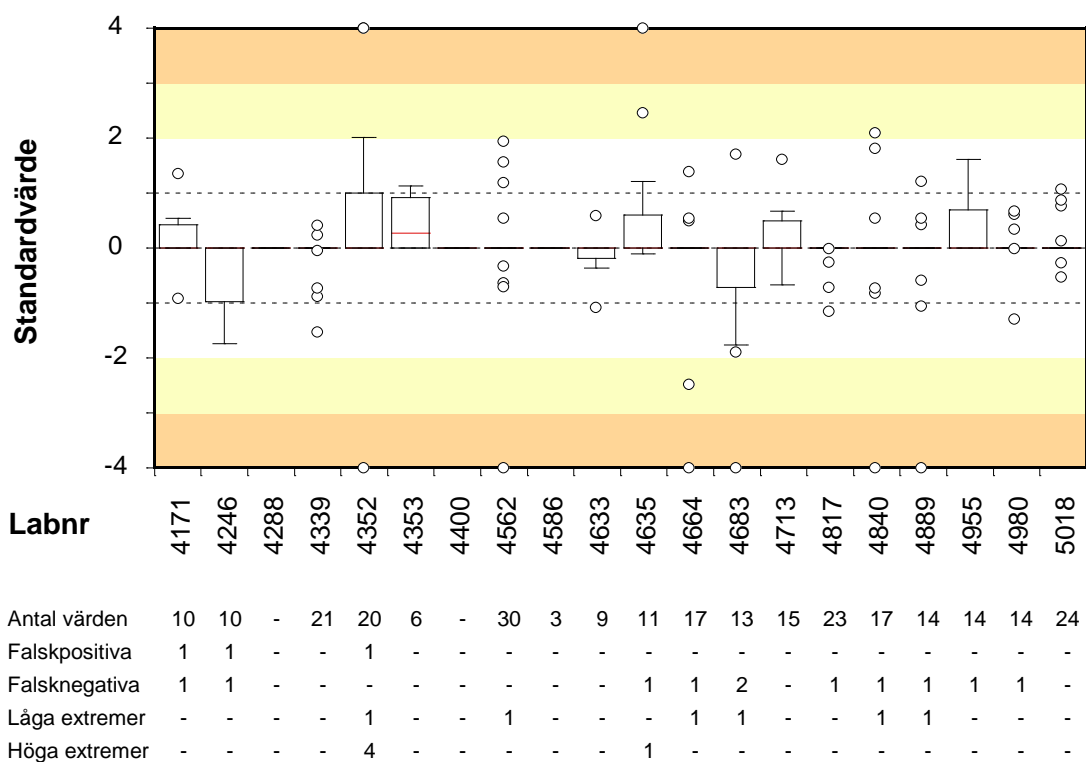 4
2
0
-2
-4
Standardvärde
Labnr 4171 4246 4288 4339 4352 4353 4400 4562 4586 4633 4635 4664 4683 4713 4817 4840 4889 4955 4980 5018
Antal värden 10 10 - 21 20 6 - 30 3 9 11 17 13 15 23 17 14 14 14 24
Falskpositiva 1 1 - - 1 - - - - - - - - - - - - - - -
Falsknegativa 1 1 - - - - - - - - 1 1 2 - 1 1 1 1 1 -
Låga extremer - - - - 1 - - 1 - - - 1 1 - - 1 1 - - -
Höga extremer - - - - 4 - - - - - 1 - - - - - - - - -